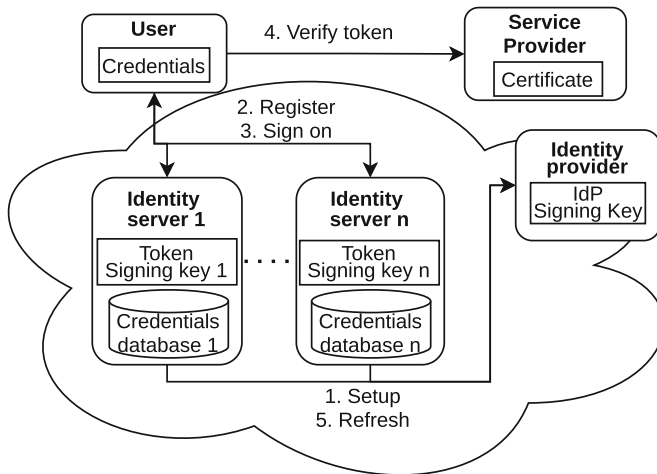 User
Credentials
4. Verify token
Service
Provider
Certificate
2. Register
3. Sign on
Identity
provider
IdP
Signing Key
Identity
server 1
Token
Signing key 1
Credentials
database 1
. . . .
Identity
server n
Token
Signing key n
Credentials
database n
1. Setup
5. Refresh